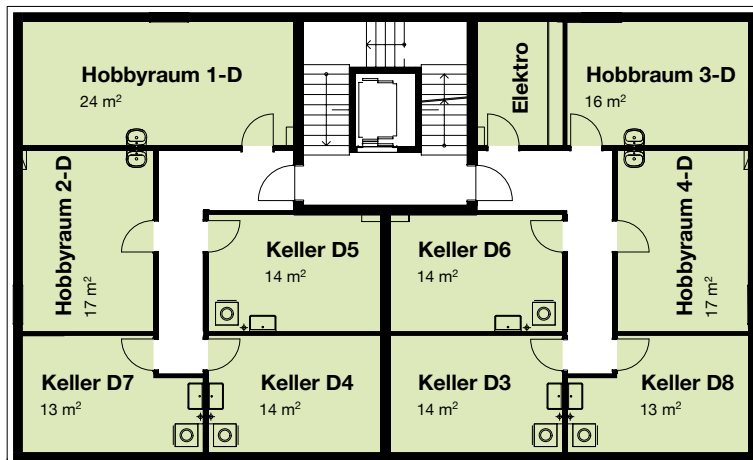 Hobbyraum 1-D
24 m²
Elektro
Hobbraum 3-D
16 m²
Hobbyraum 2-D
17 m²
Hobbyraum 4-D
17 m²
Keller D5
14 m²
Keller D6
14 m²
Keller D7
13 m²
Keller D4
14 m²
Keller D3
14 m²
Keller D8
13 m²